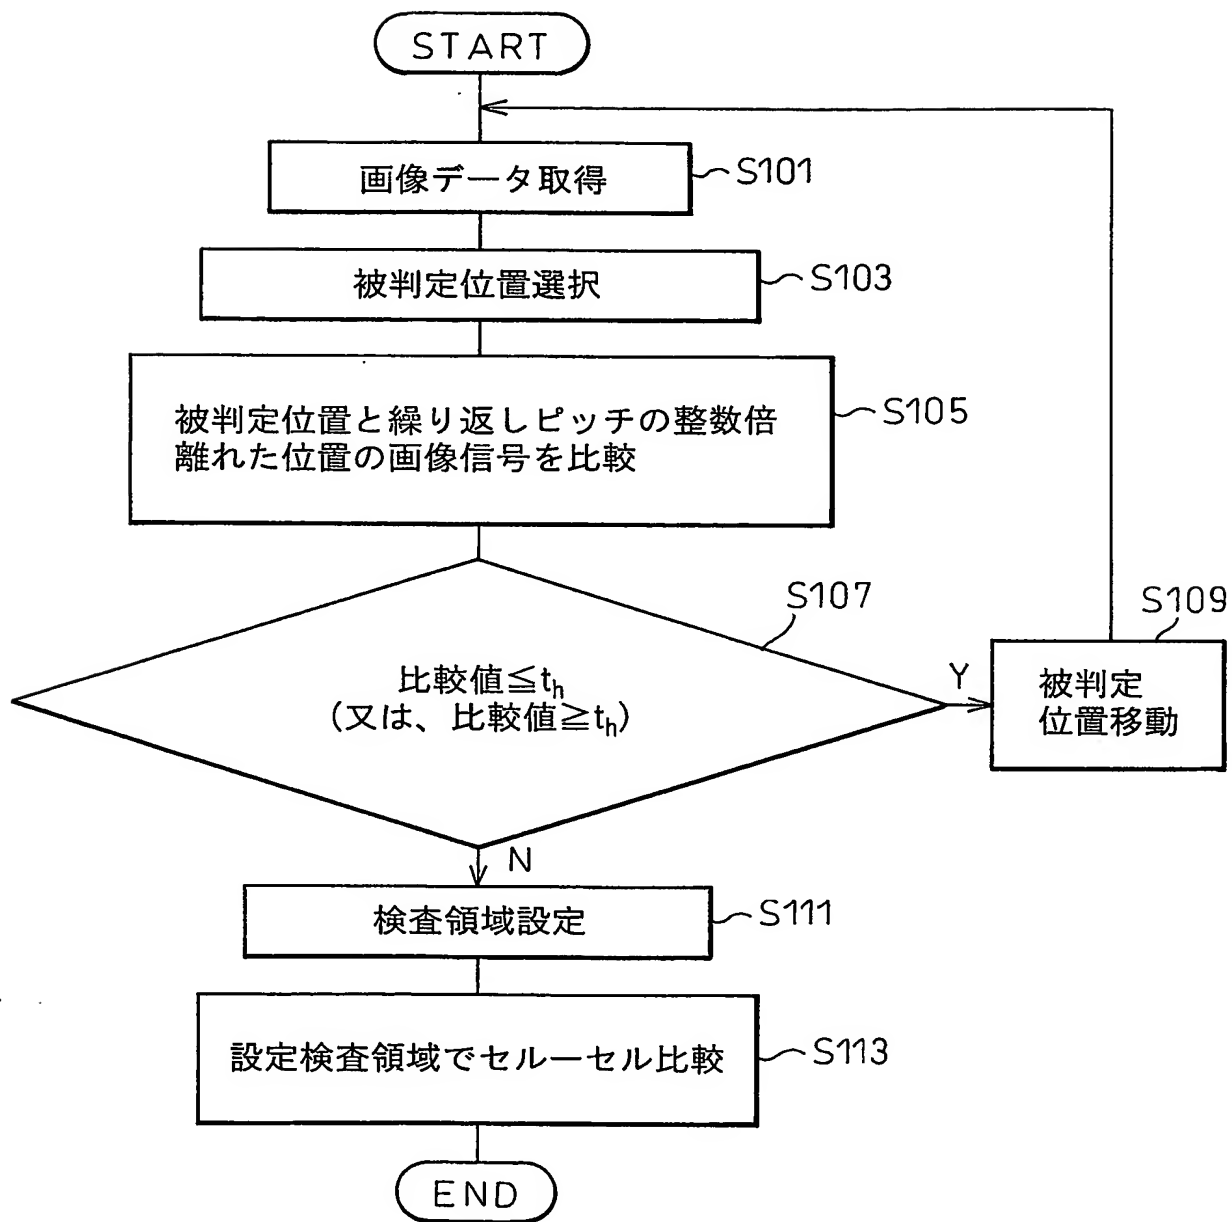 START
画像データ取得
S101
被判定位置選択
S103
被判定位置と繰り返しピッチの整数倍
離れた位置の画像信号を比較
S105
S107
比較値≦th
(又は、比較値≧th)
Y
S109
被判定
位置移動
N
検査領域設定
S111
設定検査領域でセルーセル比較
S113
END